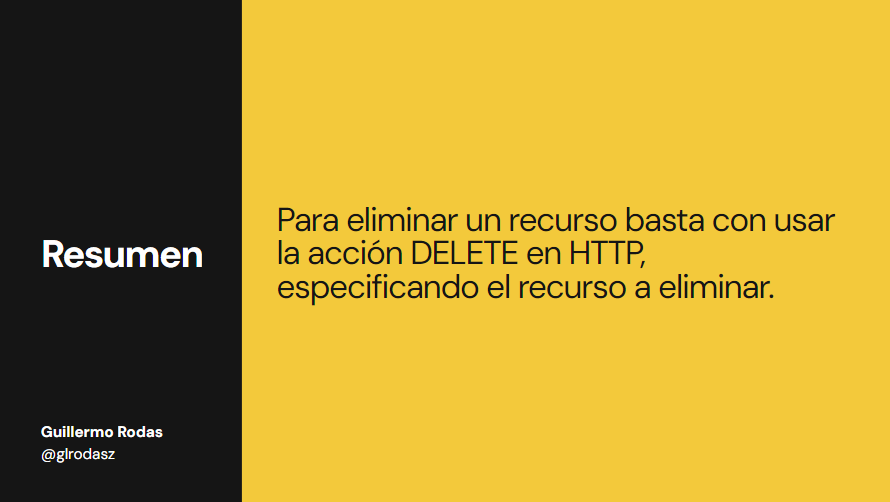 Resumen
Para eliminar un recurso basta con usar
la acción DELETE en HTTP,
especificando el recurso a eliminar.
Guillermo Rodas
@glrodasz